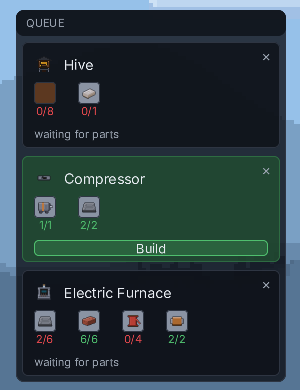 QUEUE
Hive
0/8 0/1
waiting for parts
Compressor
1/1 2/2
Build
Electric Furnace
2/6 6/6 0/4 2/2
waiting for parts